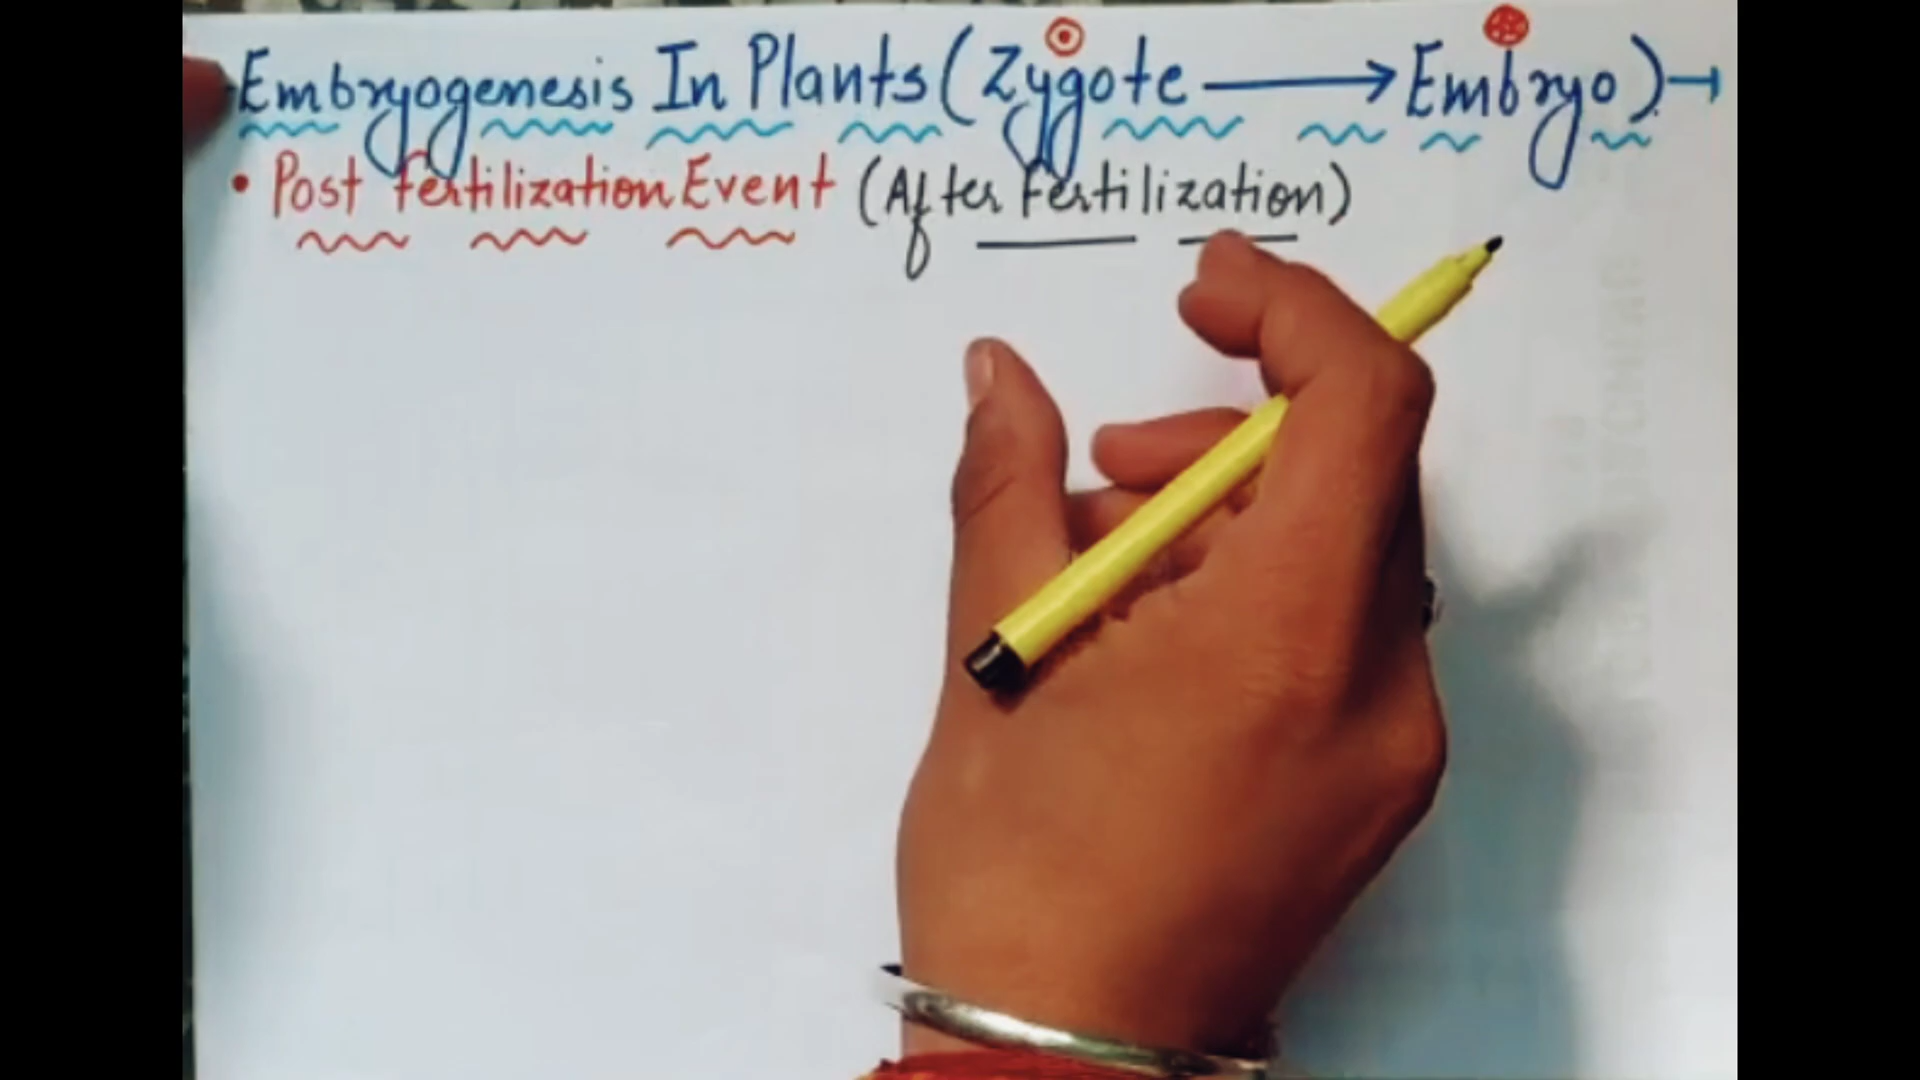 Embryogenesis In Plants (Zygote → Embryo) →
• Post fertilization Event (After Fertilization)